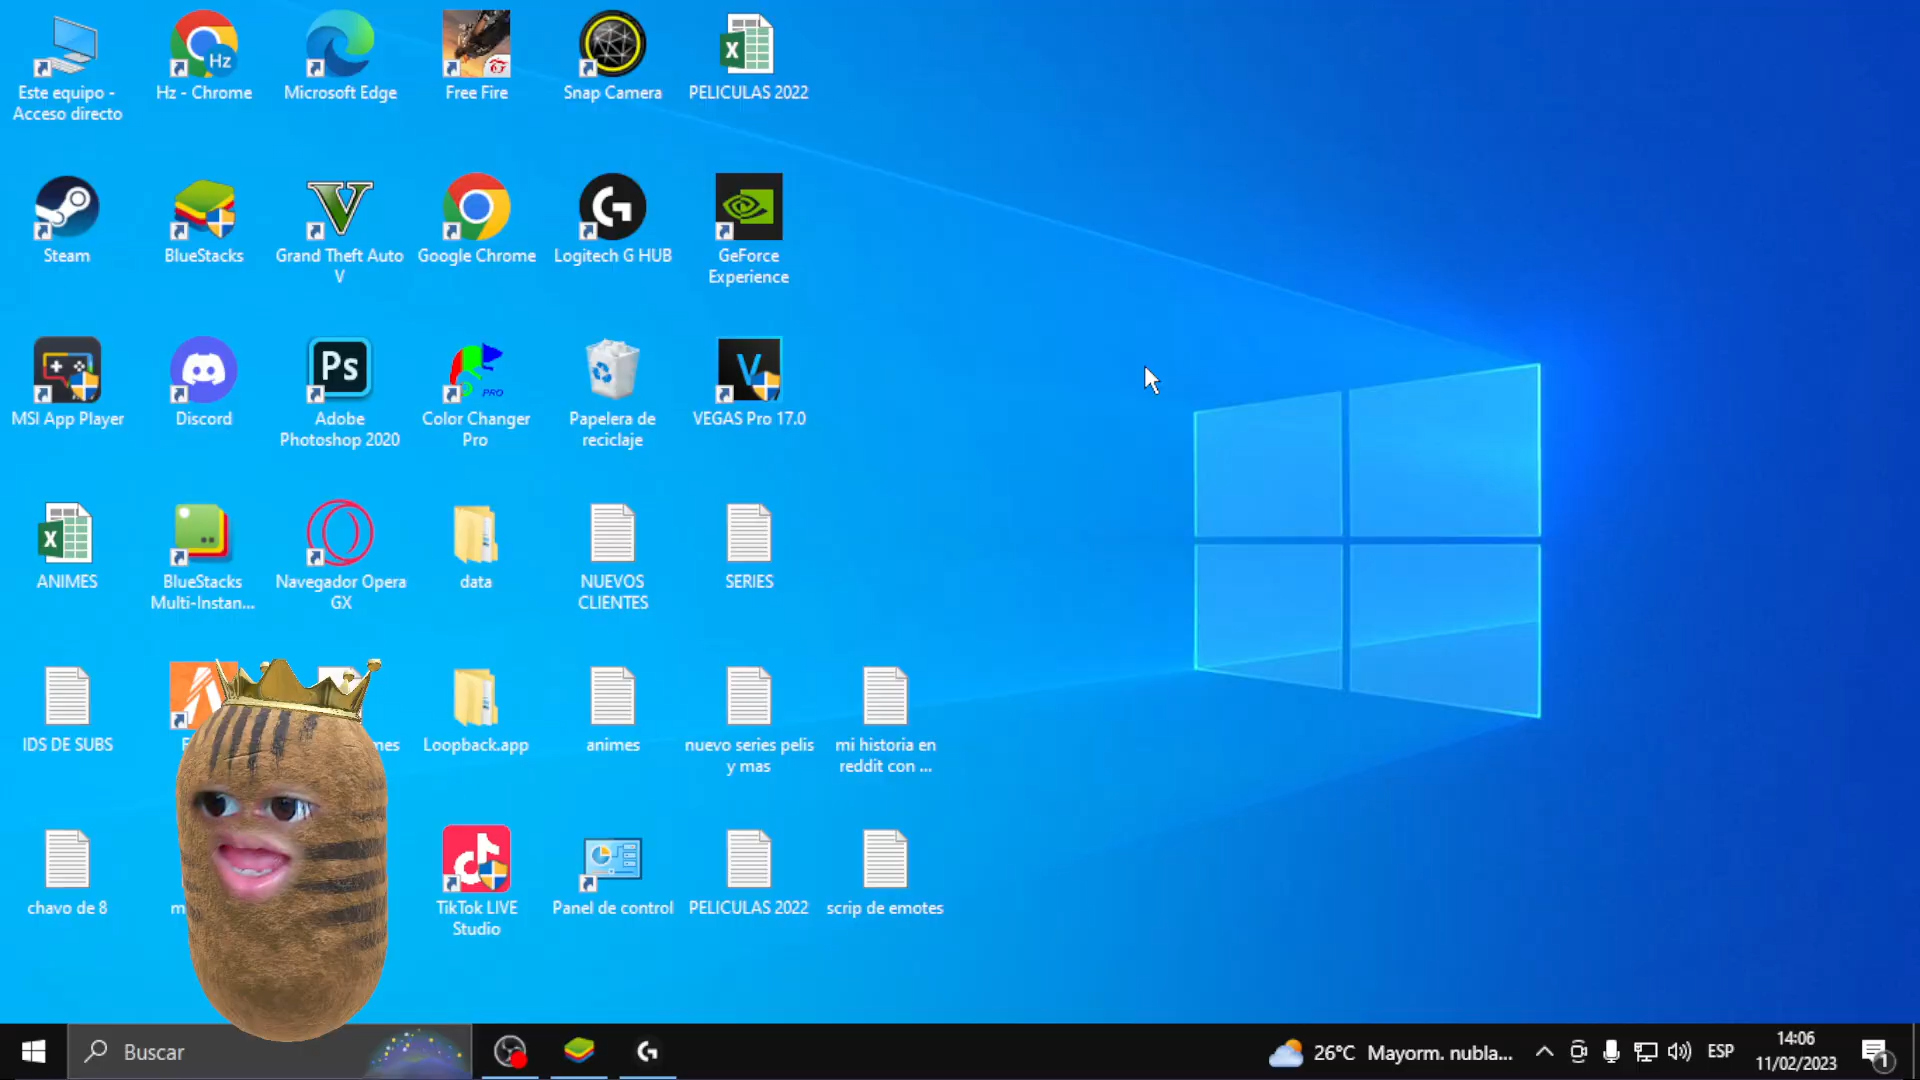 Este equipo -
Acceso directo
Hz
Hz - Chrome
Microsoft Edge
Free Fire
Snap Camera
PELICULAS 2022
Steam
BlueStacks
Grand Theft Auto
V
Google Chrome
Logitech G HUB
GeForce
Experience
MSI App Player
Discord
Ps
Adobe
Photoshop 2020
PRO
Color Changer
Pro
Papelera de
reciclaje
V
VEGAS Pro 17.0
X
ANIMES
BlueStacks
Multi-Instan...
Navegador Opera
GX
data
NUEVOS
CLIENTES
SERIES
IDS DE SUBS
Loopback.app
animes
nuevo series pelis
y mas
mi historia en
reddit con ...
chavo de 8
TikTok LIVE
Studio
Panel de control
PELICULAS 2022
scrip de emotes
Buscar
26°C Mayorm. nubla...
ESP
14:06
11/02/2023
1